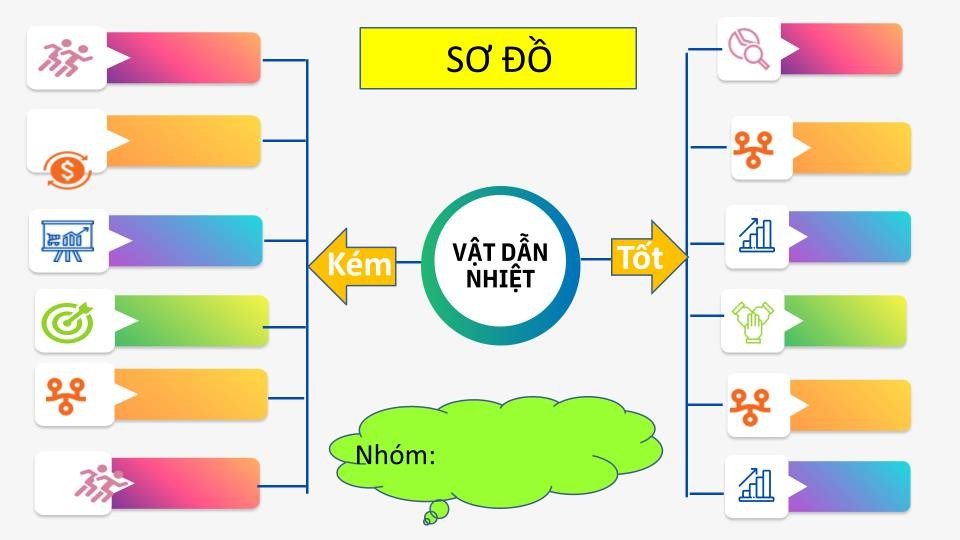 SƠ ĐỒ
Kém
VẬT DẪN
NHIỆT
Tốt
Nhóm: